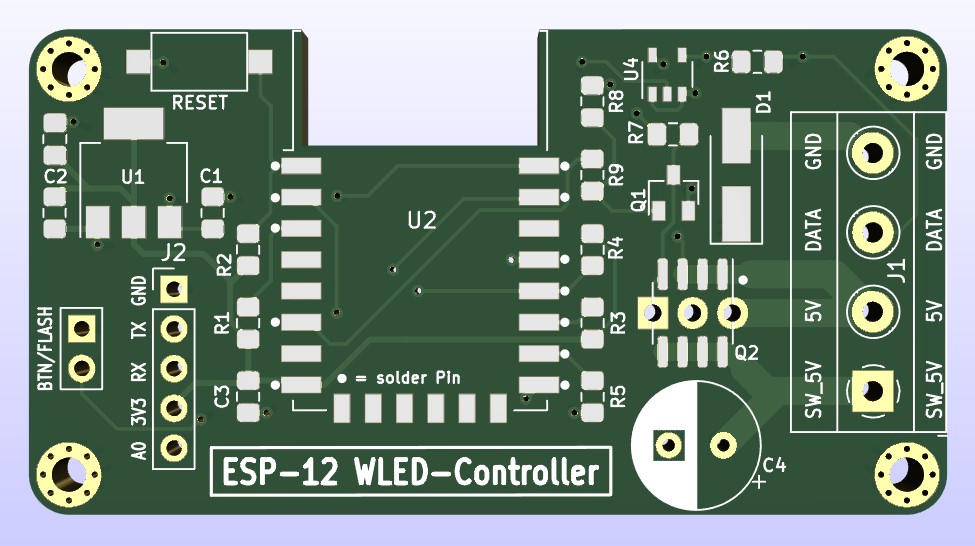 RESET
C2
U1
C1
J2
U2
U4
R6
R8
D1
R7
R9
Q1
GND
GND
DATA
DATA
J1
5V
5V
SW_5V
SW_5V
R2
R4
R1
R3
Q2
BTN/FLASH
GND
TX
RX
3V3
A0
C3
= solder Pin
R5
C4
+
ESP-12 WLED-Controller